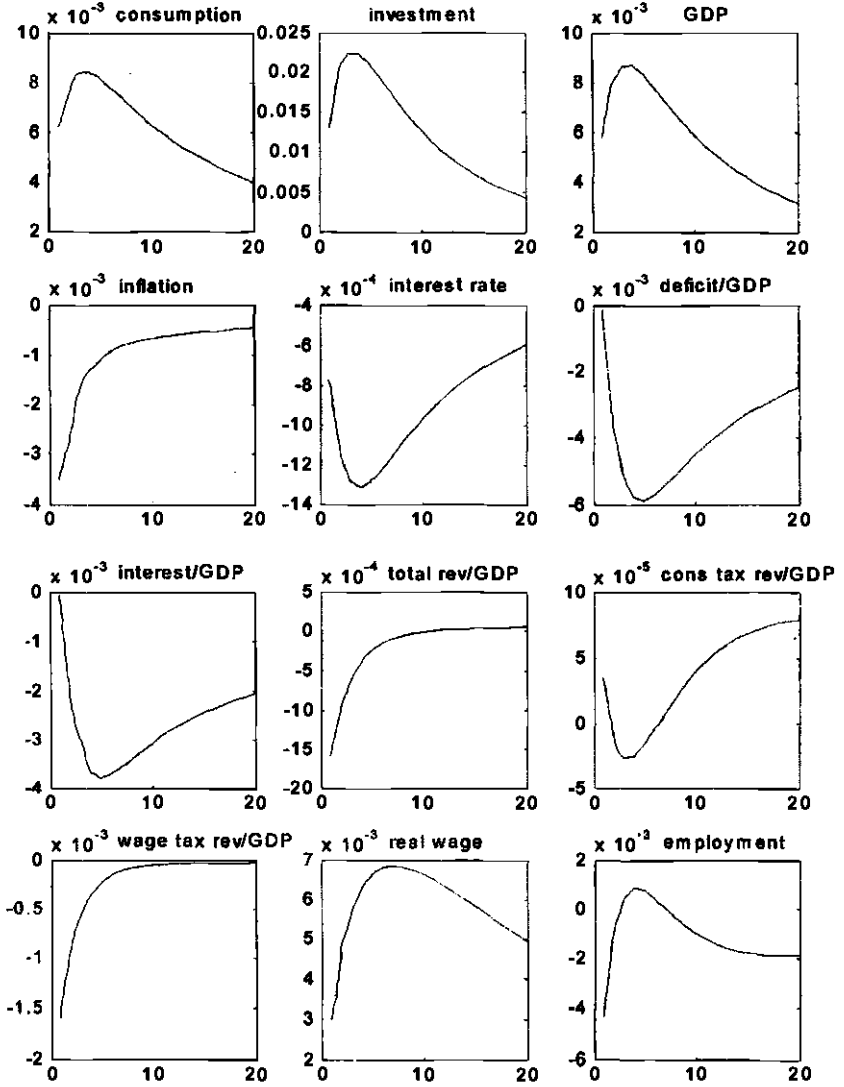 x 10⁻³ consumption
10
8
6
4
2
0 10 20
investment
0.025
0.02
0.015
0.01
0.005
0
0 10 20
x 10⁻³ GDP
10
8
6
4
2
0 10 20
x 10⁻³ inflation
0
-1
-2
-3
-4
0 10 20
x 10⁻⁴ interest rate
-4
-6
-8
-10
-12
-14
0 10 20
x 10⁻³ deficit/GDP
0
-2
-4
-6
0 10 20
x 10⁻³ interest/GDP
0
-1
-2
-3
-4
0 10 20
x 10⁻⁴ total rev/GDP
5
0
-5
-10
-15
-20
0 10 20
x 10⁻⁵ cons tax rev/GDP
10
5
0
-5
0 10 20
x 10⁻³ wage tax rev/GDP
0
-0.5
-1
-1.5
-2
0 10 20
x 10⁻³ real wage
7
6
5
4
3
2
0 10 20
x 10⁻³ employment
2
0
-2
-4
-6
0 10 20